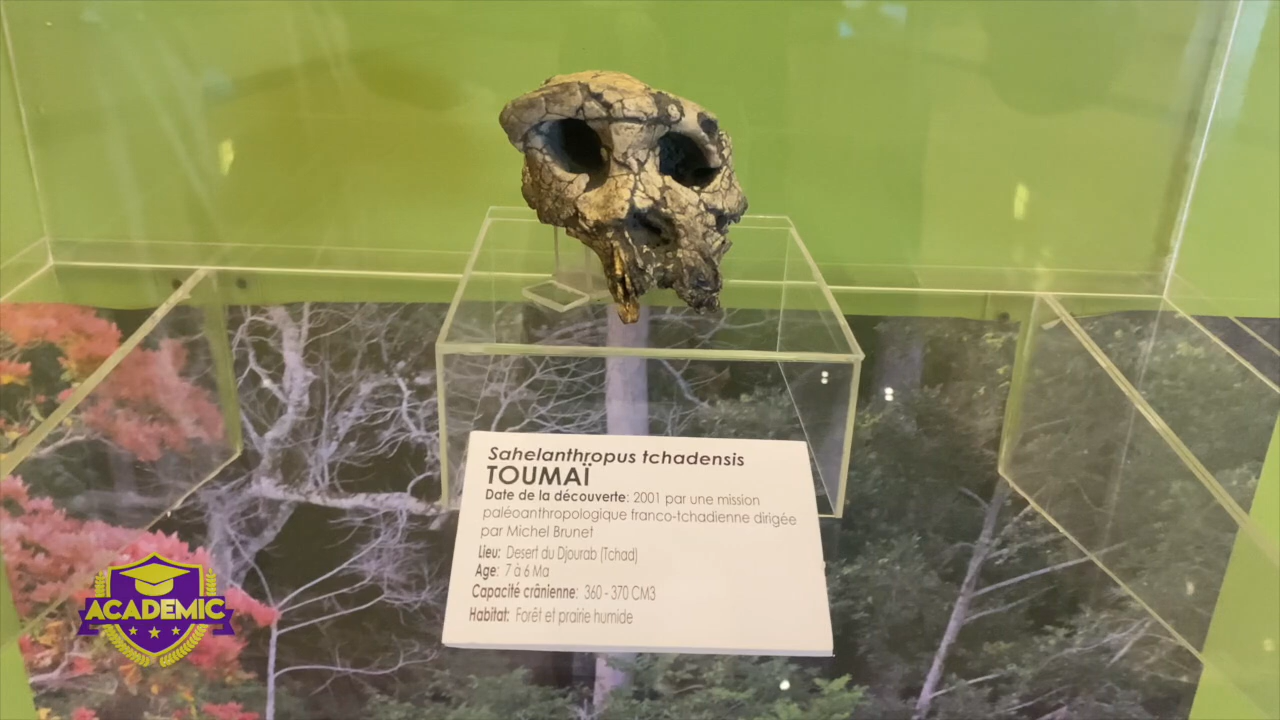 Sahelanthropus tchadensis
TOUMAÏ
Date de la découverte: 2001 par une mission
paléoanthropologique franco-tchadienne dirigée
par Michel Brunet
Lieu: Desert du Djourab (Tchad)
Age: 7 à 6 Ma
Capacité crânienne: 360 - 370 CM3
Habitat: Forêt et prairie humide
ACADEMIC